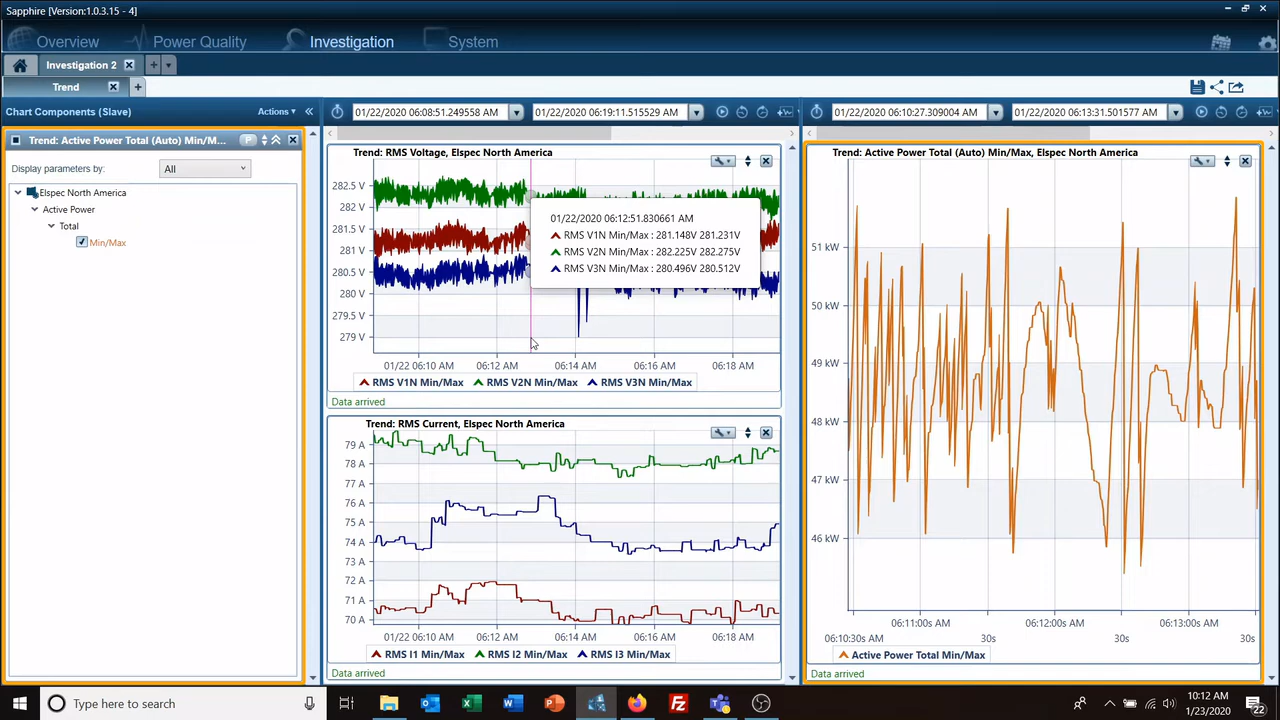 Sapphire [Version:1.0.3.15 - 4]
Overview
Power Quality
Investigation
System
Investigation 2
Trend
Chart Components (Slave)
Actions
Trend: Active Power Total (Auto) Min/M...
P
Display parameters by:
All
Elspec North America
Active Power
Total
Min/Max
01/22/2020 06:08:51.249558 AM
01/22/2020 06:19:11.515529 AM
Trend: RMS Voltage, Elspec North America
282.5 V
282 V
281.5 V
281 V
280.5 V
280 V
279.5 V
279 V
01/22/2020 06:12:51.830661 AM
RMS V1N Min/Max : 281.148V 281.231V
RMS V2N Min/Max : 282.225V 282.275V
RMS V3N Min/Max : 280.496V 280.512V
01/22 06:10 AM
06:12 AM
06:14 AM
06:16 AM
06:18 AM
RMS V1N Min/Max
RMS V2N Min/Max
RMS V3N Min/Max
Data arrived
Trend: RMS Current, Elspec North America
79 A
78 A
77 A
76 A
74 A
73 A
72 A
71 A
70 A
01/22 06:10 AM
06:12 AM
06:14 AM
06:16 AM
06:18 AM
RMS I1 Min/Max
RMS I2 Min/Max
RMS I3 Min/Max
Data arrived
01/22/2020 06:10:27.309004 AM
01/22/2020 06:13:31.501577 AM
Trend: Active Power Total (Auto) Min/Max, Elspec North America
51 kW
50 kW
49 kW
48 kW
47 kW
46 kW
06:11:00s AM
06:12:00s AM
06:13:00s AM
06:10:30s AM
30s
30s
30s
Active Power Total Min/Max
Data arrived
Type here to search
10:12 AM
1/23/2020
22